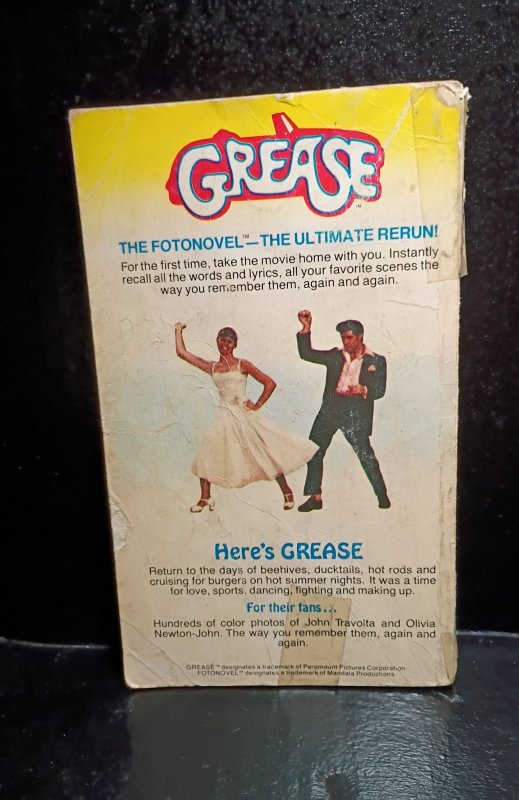 GREASE™
THE FOTONOVEL™—THE ULTIMATE RERUN!
For the first time, take the movie home with you. Instantly
recall all the words and lyrics, all your favorite scenes the
way you remember them, again and again.
Here's GREASE
Return to the days of beehives, ducktails, hot rods and
cruising for burgers on hot summer nights. It was a time
for love, sports, dancing, fighting and making up.
For their fans...
Hundreds of color photos of John Travolta and Olivia
Newton-John. The way you remember them, again and
again.
GREASE™ designates a trademark of Paramount Pictures Corporation
FOTONOVEL™ designates a trademark of Mandala Productions